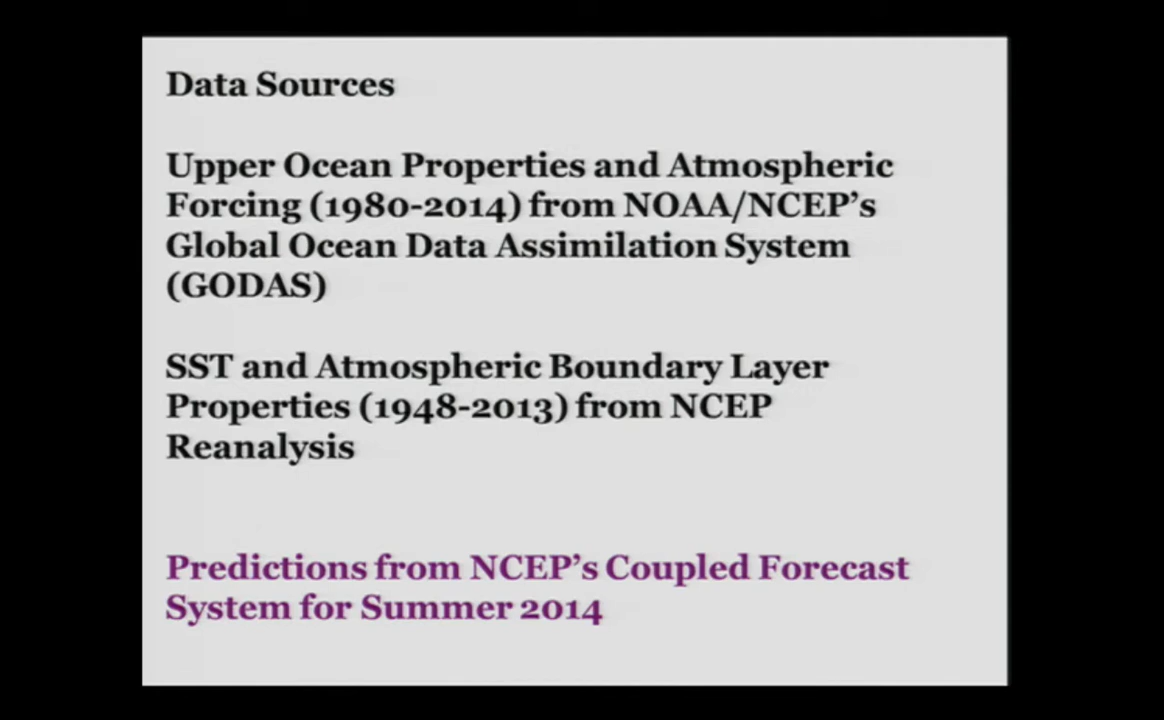 Data Sources
Upper Ocean Properties and Atmospheric
Forcing (1980-2014) from NOAA/NCEP’s
Global Ocean Data Assimilation System
(GODAS)
SST and Atmospheric Boundary Layer
Properties (1948-2013) from NCEP
Reanalysis
Predictions from NCEP’s Coupled Forecast
System for Summer 2014